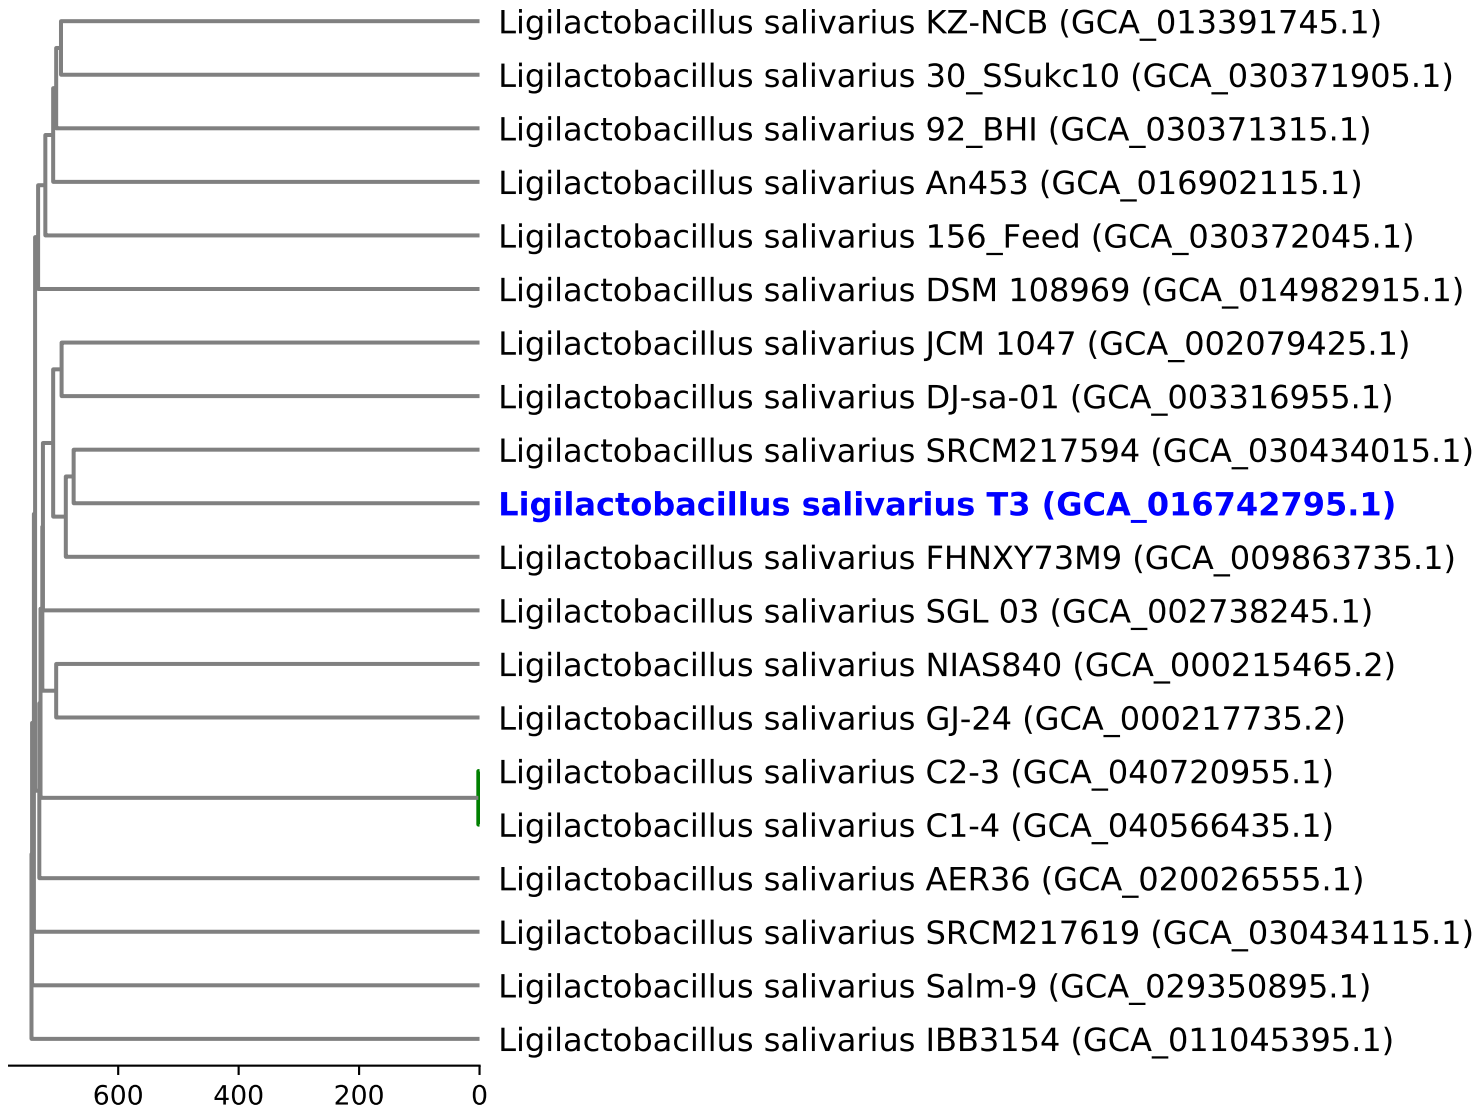 Ligilactobacillus salivarius KZ-NCB (GCA_013391745.1)
Ligilactobacillus salivarius 30_SSukc10 (GCA_030371905.1)
Ligilactobacillus salivarius 92_BHI (GCA_030371315.1)
Ligilactobacillus salivarius An453 (GCA_016902115.1)
Ligilactobacillus salivarius 156_Feed (GCA_030372045.1)
Ligilactobacillus salivarius DSM 108969 (GCA_014982915.1)
Ligilactobacillus salivarius JCM 1047 (GCA_002079425.1)
Ligilactobacillus salivarius DJ-sa-01 (GCA_003316955.1)
Ligilactobacillus salivarius SRCM217594 (GCA_030434015.1)
Ligilactobacillus salivarius T3 (GCA_016742795.1)
Ligilactobacillus salivarius FHNXY73M9 (GCA_009863735.1)
Ligilactobacillus salivarius SGL 03 (GCA_002738245.1)
Ligilactobacillus salivarius NIAS840 (GCA_000215465.2)
Ligilactobacillus salivarius GJ-24 (GCA_000217735.2)
Ligilactobacillus salivarius C2-3 (GCA_040720955.1)
Ligilactobacillus salivarius C1-4 (GCA_040566435.1)
Ligilactobacillus salivarius AER36 (GCA_020026555.1)
Ligilactobacillus salivarius SRCM217619 (GCA_030434115.1)
Ligilactobacillus salivarius Salm-9 (GCA_029350895.1)
Ligilactobacillus salivarius IBB3154 (GCA_011045395.1)
600 400 200 0